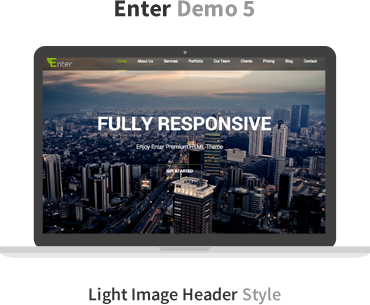 Enter Demo 5
Enter Home About Us Services Portfolio Our Team Clients Pricing Blog Contact
FULLY RESPONSIVE
Enjoy Enter Premium HTML Theme
GET STARTED
Light Image Header Style